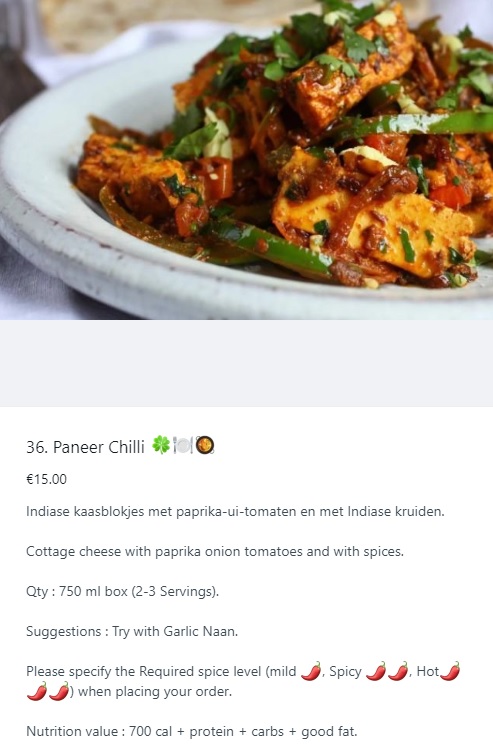 36. Paneer Chilli 🍀🍽️🥘
€15.00
Indiase kaasblokjes met paprika-ui-tomaten en met Indiase kruiden.
Cottage cheese with paprika onion tomatoes and with spices.
Qty : 750 ml box (2-3 Servings).
Suggestions : Try with Garlic Naan.
Please specify the Required spice level (mild 🌶️, Spicy 🌶️🌶️, Hot🌶️
🌶️🌶️) when placing your order.
Nutrition value : 700 cal + protein + carbs + good fat.